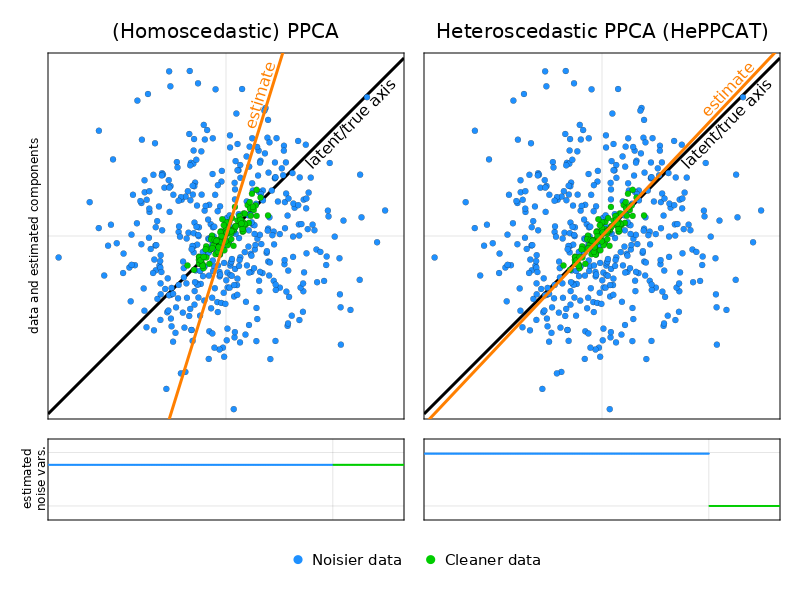 (Homoscedastic) PPCA
Heteroscedastic PPCA (HePPCAT)
data and estimated components
estimate
latent/true axis
estimate
latent/true axis
estimated
noise vars.
Noisier data
Cleaner data